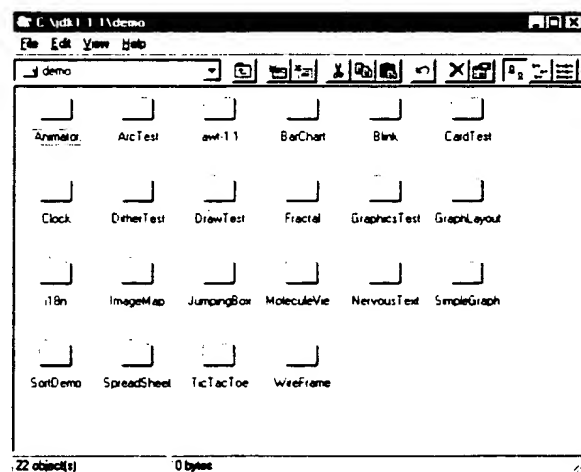 C:\jdk1.1.1\demo
File Edit View Help
demo
Animator ArcTest awt-1.1 BarChart Blink CardTest
Clock DitherTest DrawTest Fractal GraphicsTest GraphLayout
i18n ImageMap JumpingBox MoleculeVie NervousText SimpleGraph
SortDemo SpreadSheet TicTacToe WireFrame
22 object(s) 0 bytes